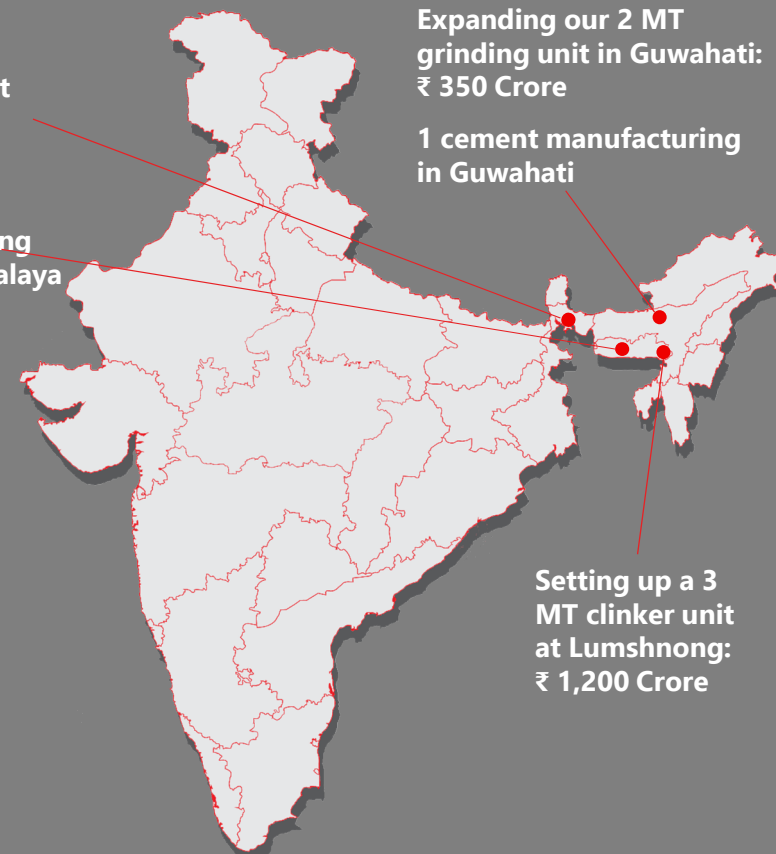 Expanding our 2 MT
grinding unit in Guwahati:
₹ 350 Crore
1 cement manufacturing
in Guwahati
Setting up a 3
MT clinker unit
at Lumshnong:
₹ 1,200 Crore